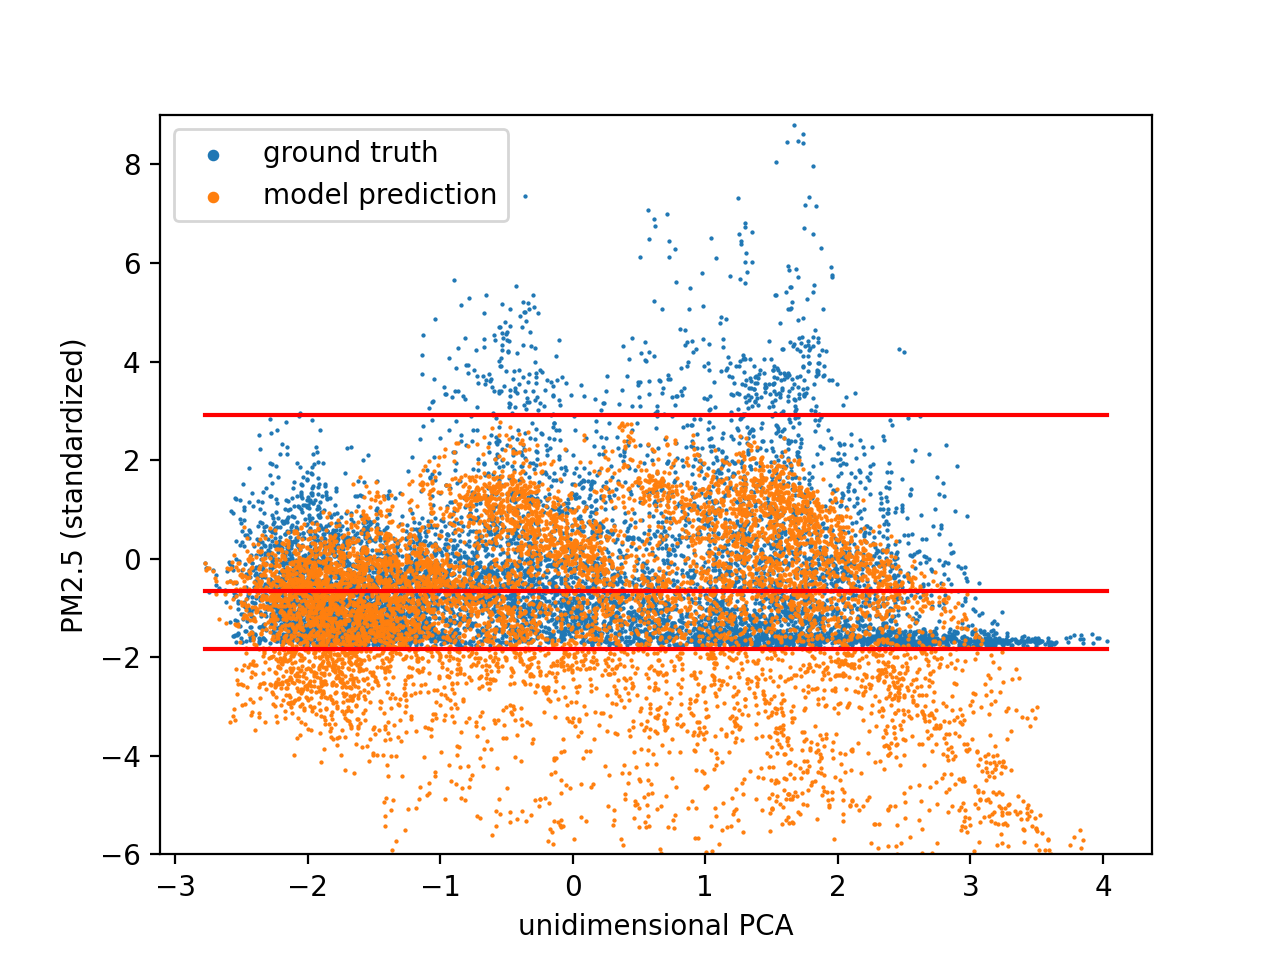 ground truth
model prediction
8
6
4
2
0
−2
−4
−6
PM2.5 (standardized)
−3 −2 −1 0 1 2 3 4
unidimensional PCA